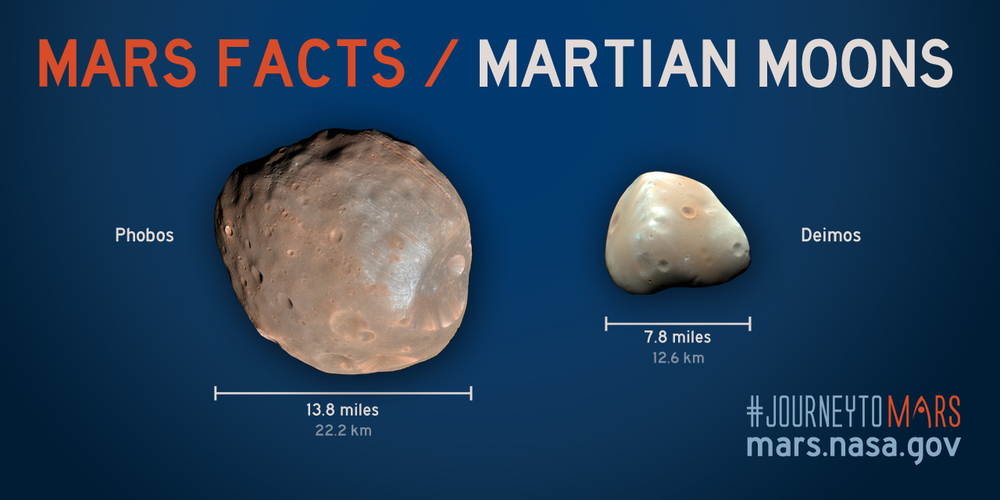 MARS FACTS / MARTIAN MOONS
Phobos
Deimos
13.8 miles
22.2 km
7.8 miles
12.6 km
#JOURNEYTOMARS
mars.nasa.gov